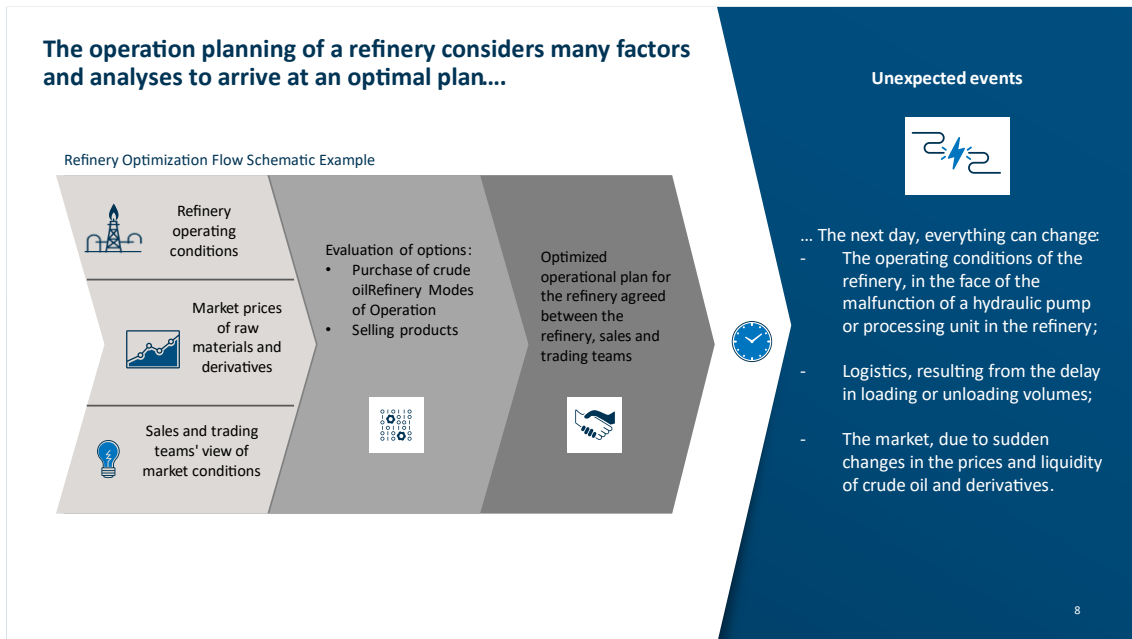 The operation planning of a refinery considers many factors
and analyses to arrive at an optimal plan....
Refinery Optimization Flow Schematic Example
Refinery
operating
conditions
Market prices
of raw
materials and
derivatives
Sales and trading
teams' view of
market conditions
Evaluation of options:
• Purchase of crude
oilRefinery Modes
of Operation
• Selling products
Optimized
operational plan for
the refinery agreed
between the
refinery, sales and
trading teams
Unexpected events
... The next day, everything can change:
- The operating conditions of the
refinery, in the face of the
malfunction of a hydraulic pump
or processing unit in the refinery;
- Logistics, resulting from the delay
in loading or unloading volumes;
- The market, due to sudden
changes in the prices and liquidity
of crude oil and derivatives.
8